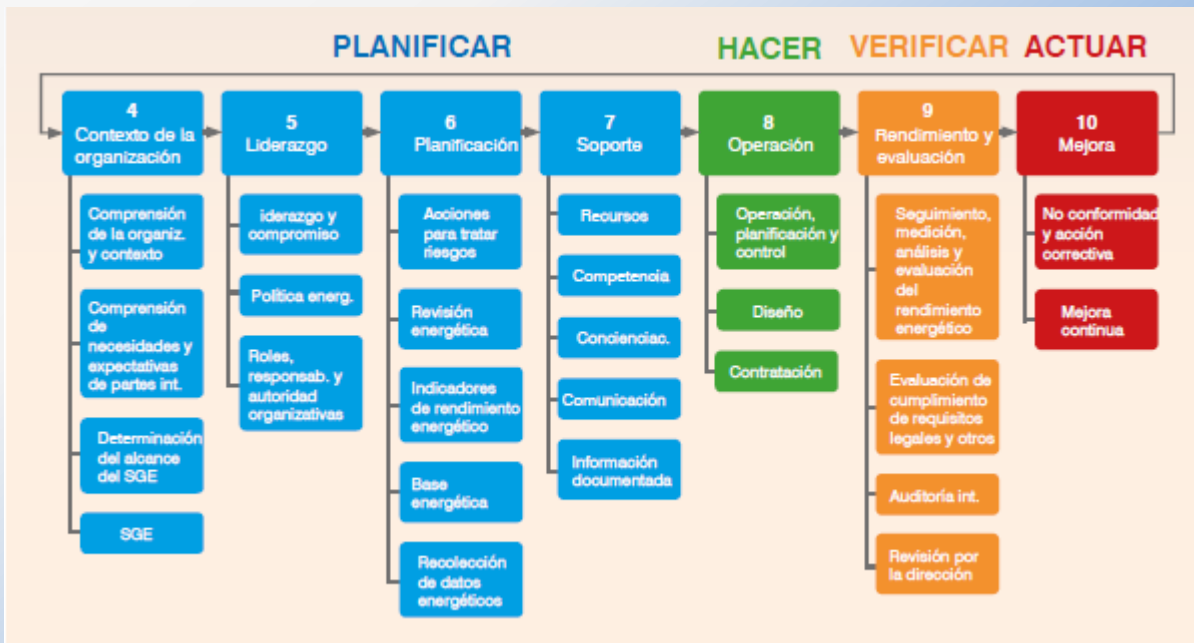 PLANIFICAR
HACER
VERIFICAR
ACTUAR
4
Contexto de la
organización
5
Liderazgo
6
Planificación
7
Soporte
8
Operación
9
Rendimiento y
evaluación
10
Mejora
Comprensión
de la organiz.
y contexto
Comprensión
de
necesidades y
expectativas
de partes int.
Determinación
del alcance
del SGE
SGE
iderazgo y
compromiso
Política energ.
Roles,
responsab. y
autoridad
organizativas
Acciones
para tratar
riesgos
Revisión
energética
Indicadores
de rendimiento
energético
Base
energética
Recolección
de datos
energéticos
Recursos
Competencia
Concienciac.
Comunicación
Información
documentada
Operación,
planificación y
control
Diseño
Contratación
Seguimiento,
medición,
análisis y
evaluación
del
rendimiento
energético
Evaluación de
cumplimiento
de requisitos
legales y otros
Auditoría int.
Revisión por
la dirección
No conformidad
y acción
correctiva
Mejora
continua